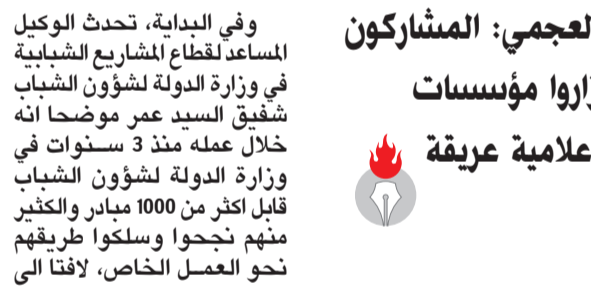 لعجمي: المشاركون
زاروا مؤسسات
علامية عريقة
وفي البداية، تحدث الوكيل
المساعد لقطاع المشاريع الشبابية
في وزارة الدولة لشؤون الشباب
شفيق السيد عمر موضحا انه
خلال عمله منذ 3 سنوات في
وزارة الدولة لشؤون الشباب
قابل اكثر من 1000 مبادر والكثير
منهم نجحوا وسلكوا طريقهم
نحو العمل الخاص، لافتا الى